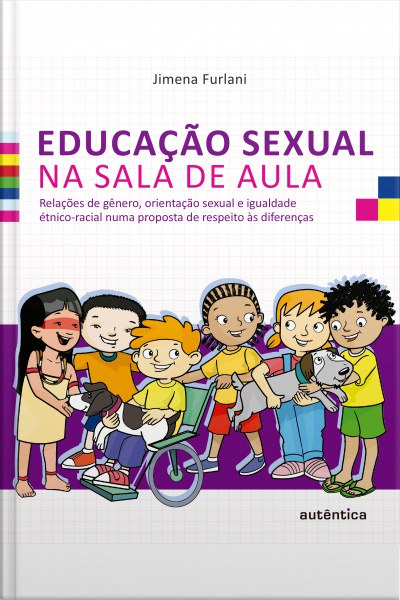 Jimena Furlani
EDUCAÇÃO SEXUAL
NA SALA DE AULA
Relações de gênero, orientação sexual e igualdade
étnico-racial numa proposta de respeito às diferenças
autêntica